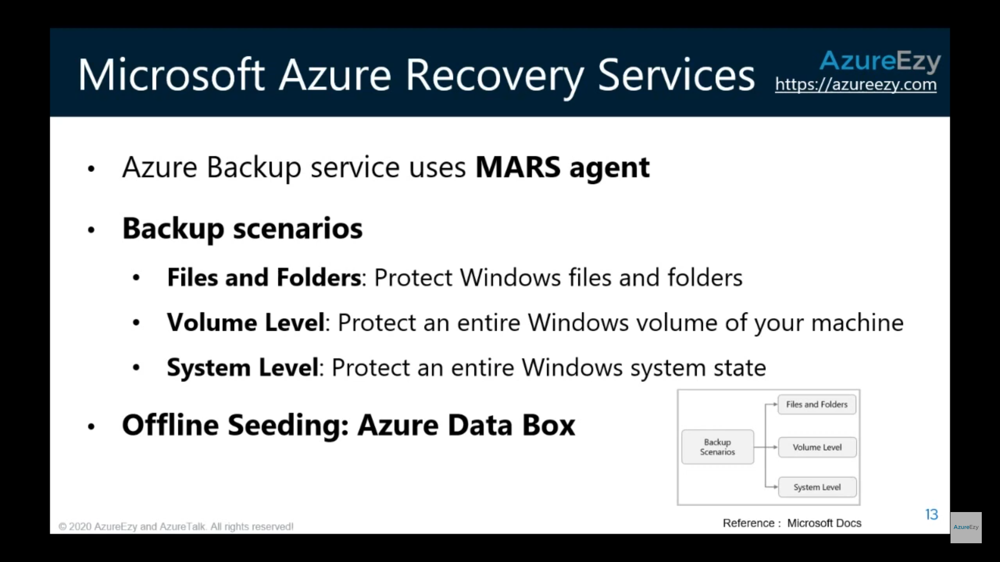 Microsoft Azure Recovery Services
AzureEzy
https://azureezy.com
• Azure Backup service uses MARS agent
• Backup scenarios
• Files and Folders: Protect Windows files and folders
• Volume Level: Protect an entire Windows volume of your machine
• System Level: Protect an entire Windows system state
• Offline Seeding: Azure Data Box
Backup
Scenarios
Files and Folders
Volume Level
System Level
© 2020 AzureEzy and AzureTalk. All rights reserved!
Reference : Microsoft Docs
13
AzureEzy